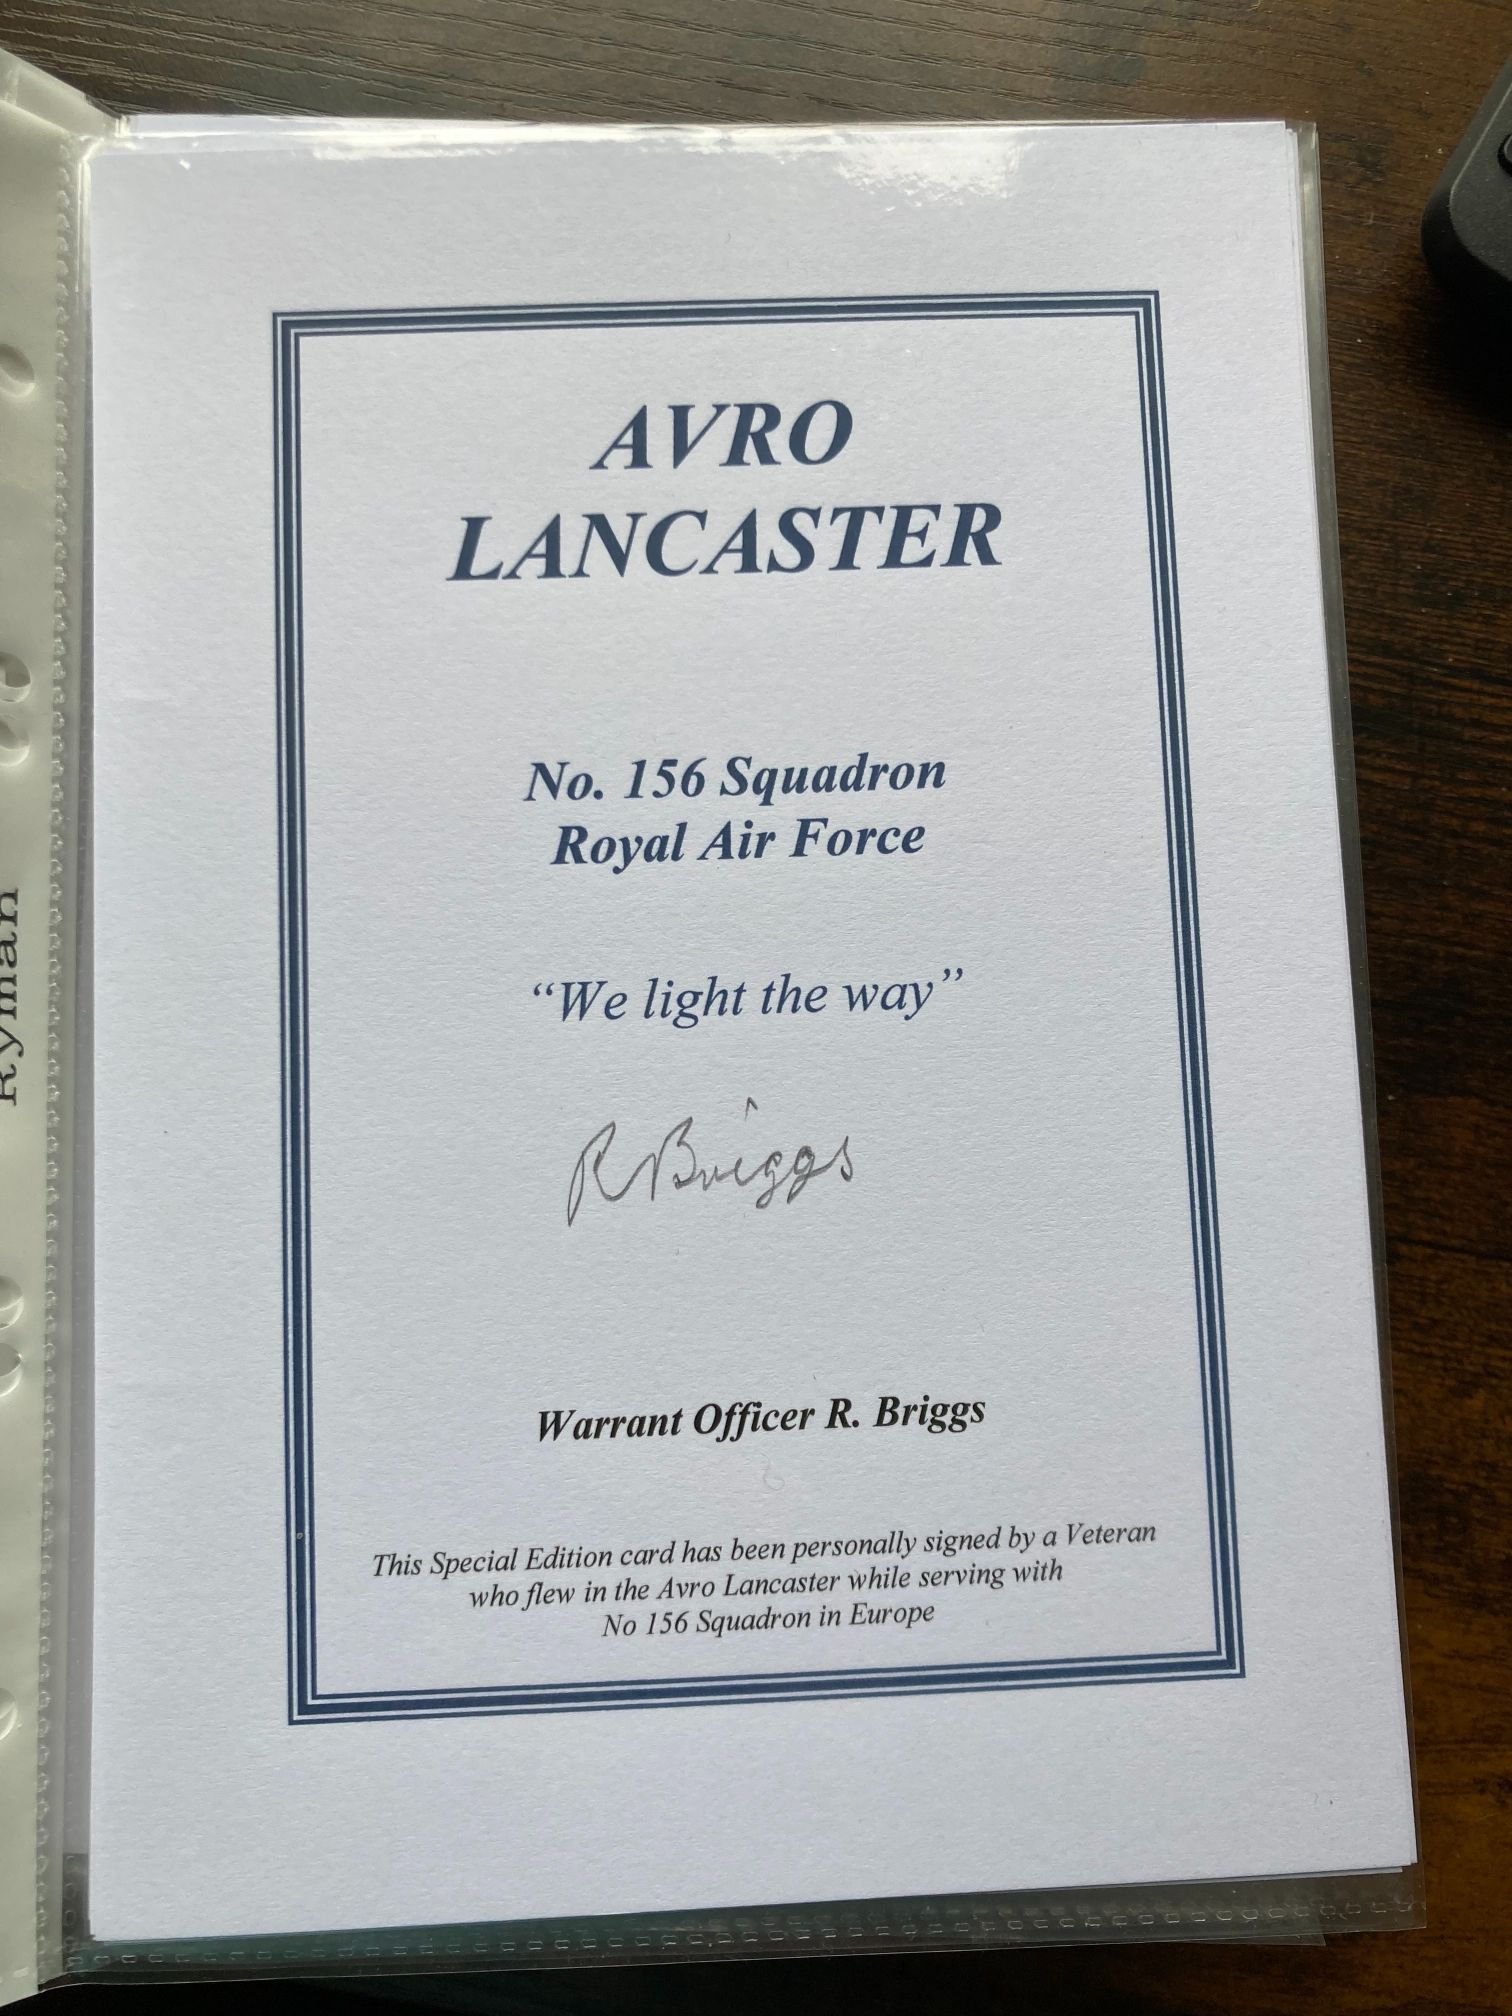 AVRO
LANCASTER
No. 156 Squadron
Royal Air Force
“We light the way”
R Briggs
Warrant Officer R. Briggs
This Special Edition card has been personally signed by a Veteran
who flew in the Avro Lancaster while serving with
No 156 Squadron in Europe
Ryman